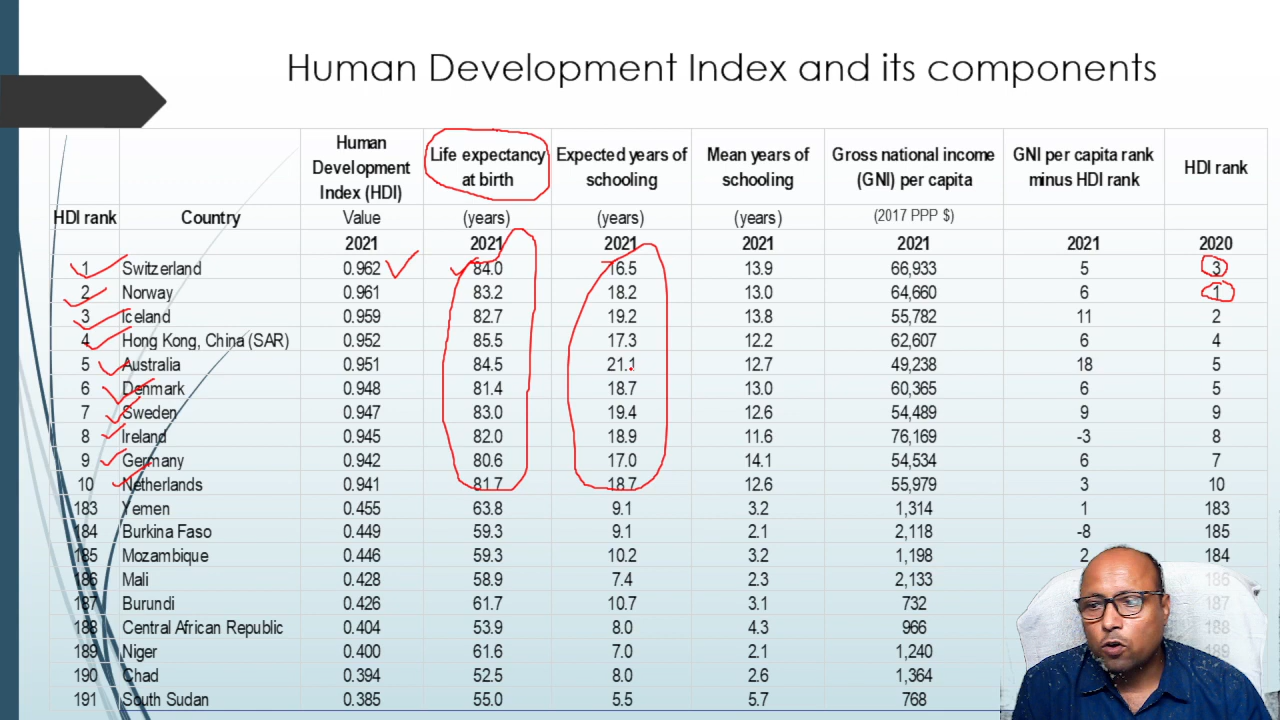 Human Development Index and its components
HDI rank Country Human Development Index (HDI) Life expectancy at birth Expected years of schooling Mean years of schooling Gross national income (GNI) per capita GNI per capita rank minus HDI rank HDI rank
Value (years) (years) (years) (2017 PPP $)
2021 2021 2021 2021 2021 2021 2020
1 Switzerland 0.962 84.0 16.5 13.9 66,933 5 3
2 Norway 0.961 83.2 18.2 13.0 64,660 6 1
3 Iceland 0.959 82.7 19.2 13.8 55,782 11 2
4 Hong Kong, China (SAR) 0.952 85.5 17.3 12.2 62,607 6 4
5 Australia 0.951 84.5 21.1 12.7 49,238 18 5
6 Denmark 0.948 81.4 18.7 13.0 60,365 6 5
7 Sweden 0.947 83.0 19.4 12.6 54,489 9 9
8 Ireland 0.945 82.0 18.9 11.6 76,169 -3 8
9 Germany 0.942 80.6 17.0 14.1 54,534 6 7
10 Netherlands 0.941 81.7 18.7 12.6 55,979 3 10
183 Yemen 0.455 63.8 9.1 3.2 1,314 1 183
184 Burkina Faso 0.449 59.3 9.1 2.1 2,118 -8 185
185 Mozambique 0.446 59.3 10.2 3.2 1,198 2 184
186 Mali 0.428 58.9 7.4 2.3 2,133 186
187 Burundi 0.426 61.7 10.7 3.1 732 187
188 Central African Republic 0.404 53.9 8.0 4.3 966 188
189 Niger 0.400 61.6 7.0 2.1 1,240 189
190 Chad 0.394 52.5 8.0 2.6 1,364
191 South Sudan 0.385 55.0 5.5 5.7 768